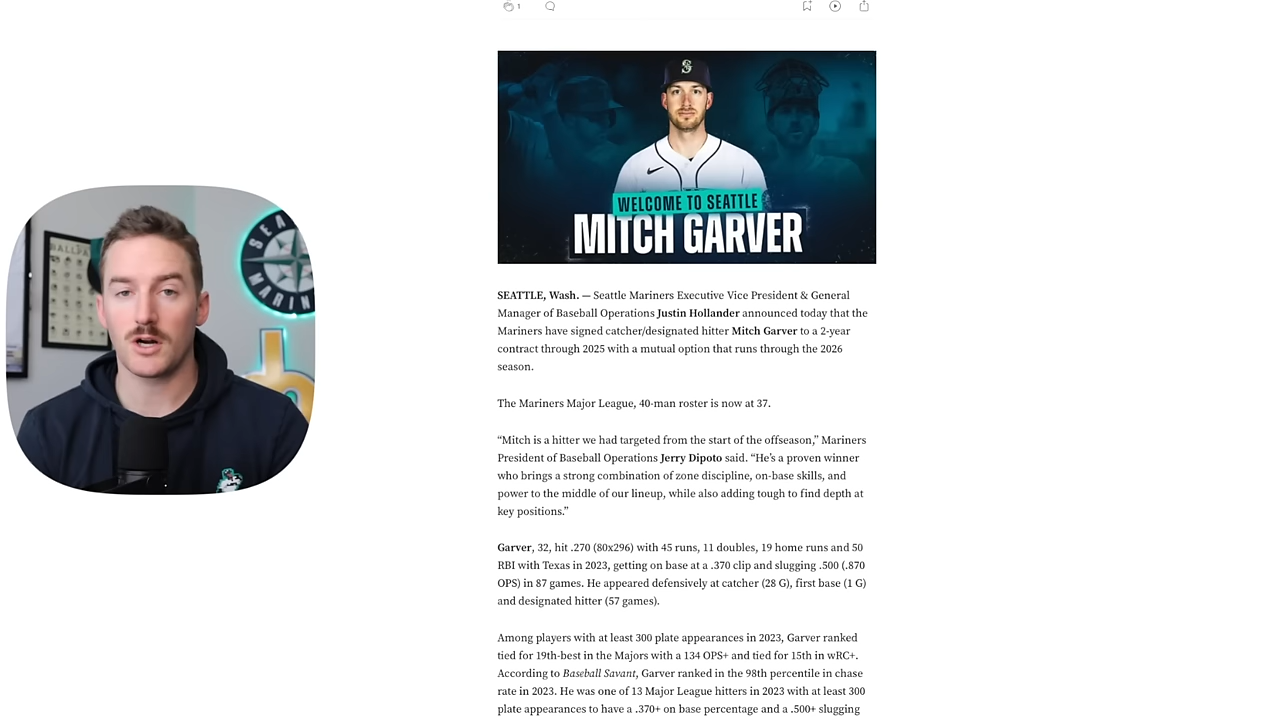 1
WELCOME TO SEATTLE
MITCH GARVER
SEA
MARIN
BALLPA
SEATTLE, Wash. — Seattle Mariners Executive Vice President & General
Manager of Baseball Operations Justin Hollander announced today that the
Mariners have signed catcher/designated hitter Mitch Garver to a 2-year
contract through 2025 with a mutual option that runs through the 2026
season.
The Mariners Major League, 40-man roster is now at 37.
“Mitch is a hitter we had targeted from the start of the offseason,” Mariners
President of Baseball Operations Jerry Dipoto said. “He’s a proven winner
who brings a strong combination of zone discipline, on-base skills, and
power to the middle of our lineup, while also adding tough to find depth at
key positions.”
Garver, 32, hit .270 (80x296) with 45 runs, 11 doubles, 19 home runs and 50
RBI with Texas in 2023, getting on base at a .370 clip and slugging .500 (.870
OPS) in 87 games. He appeared defensively at catcher (28 G), first base (1 G)
and designated hitter (57 games).
Among players with at least 300 plate appearances in 2023, Garver ranked
tied for 19th-best in the Majors with a 134 OPS+ and tied for 15th in wRC+.
According to Baseball Savant, Garver ranked in the 98th percentile in chase
rate in 2023. He was one of 13 Major League hitters in 2023 with at least 300
plate appearances to have a .370+ on base percentage and a .500+ slugging